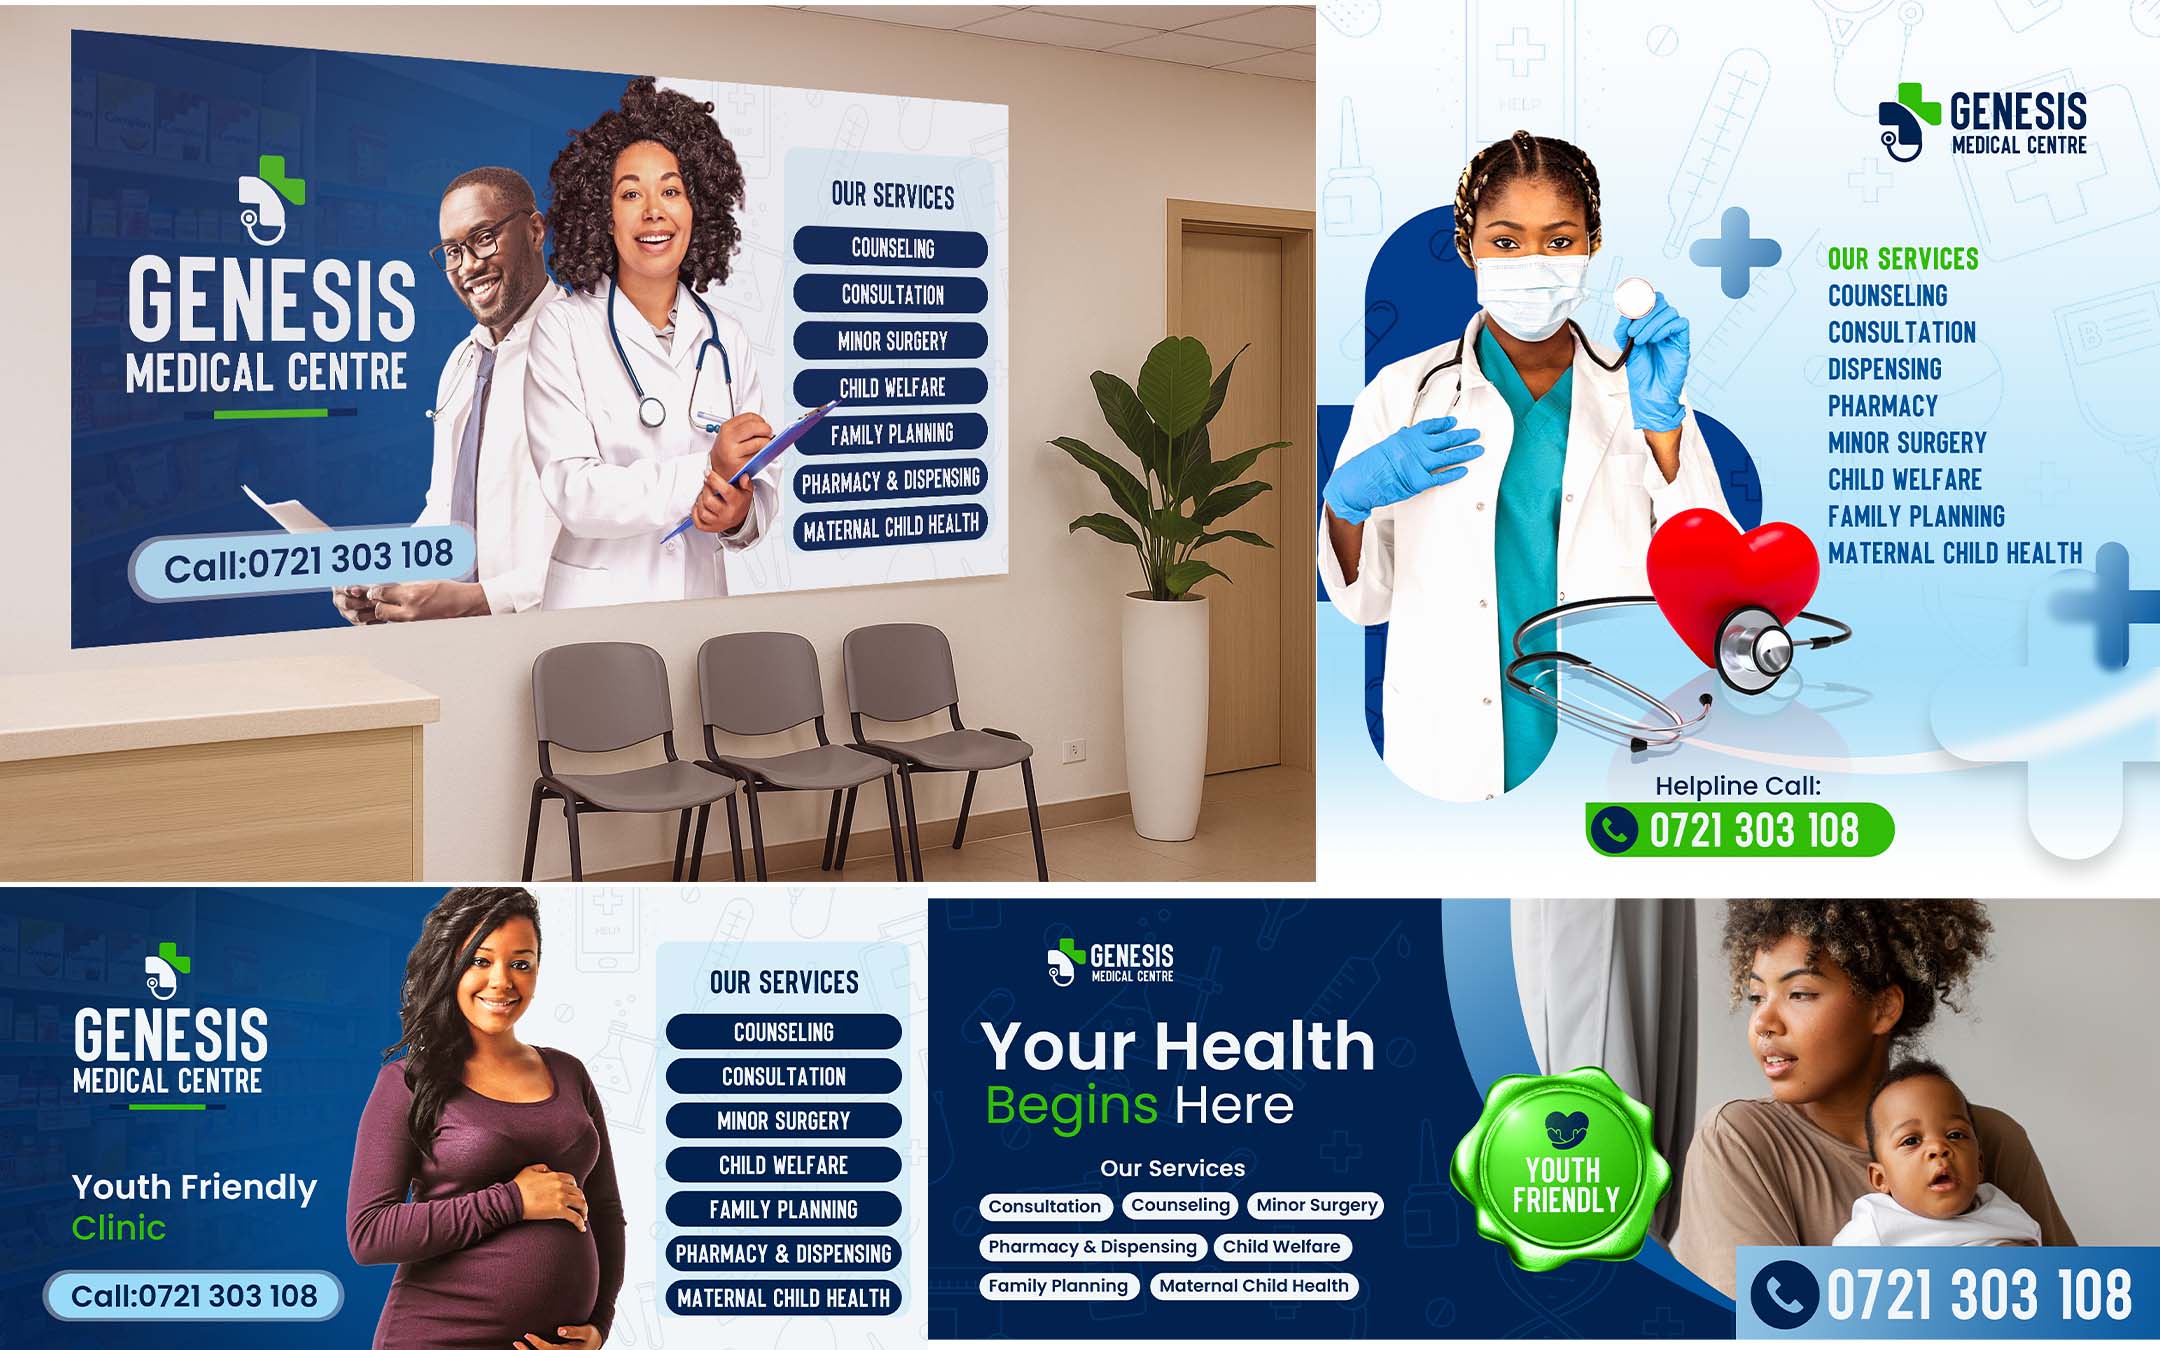 GENESIS
MEDICAL CENTRE
Call:0721 303 108
OUR SERVICES
COUNSELING
CONSULTATION
MINOR SURGERY
CHILD WELFARE
FAMILY PLANNING
PHARMACY & DISPENSING
MATERNAL CHILD HEALTH
HELP
GENESIS
MEDICAL CENTRE
HELP
OUR SERVICES
COUNSELING
CONSULTATION
DISPENSING
PHARMACY
MINOR SURGERY
CHILD WELFARE
FAMILY PLANNING
MATERNAL CHILD HEALTH
Helpline Call:
0721 303 108
GENESIS
MEDICAL CENTRE
Youth Friendly
Clinic
Call:0721 303 108
HELP
OUR SERVICES
COUNSELING
CONSULTATION
MINOR SURGERY
CHILD WELFARE
FAMILY PLANNING
PHARMACY & DISPENSING
MATERNAL CHILD HEALTH
GENESIS
MEDICAL CENTRE
Your Health
Begins Here
Our Services
Consultation Counseling Minor Surgery
Pharmacy & Dispensing Child Welfare
Family Planning Maternal Child Health
YOUTH
FRIENDLY
0721 303 108